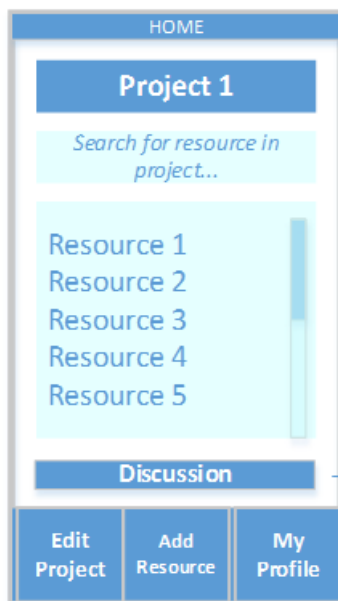 HOME
Project 1
Search for resource in
project...
Resource 1
Resource 2
Resource 3
Resource 4
Resource 5
Discussion
Edit
Project
Add
Resource
My
Profile